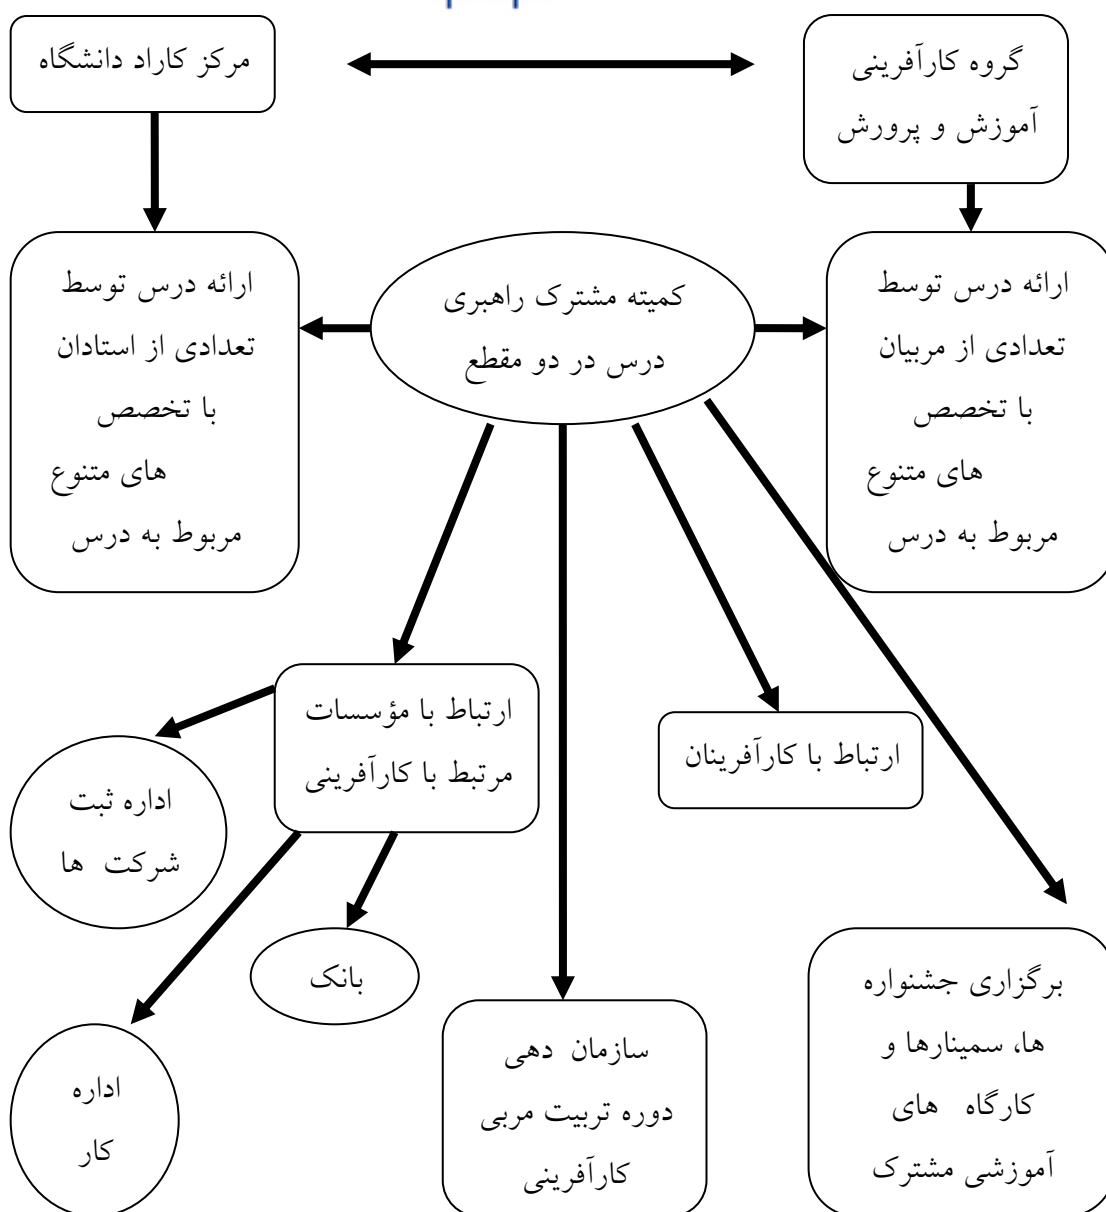 گروه کارآفرینی
آموزش و پرورش
مرکز کاراد دانشگاه
ارائه درس توسط
تعدادی از مربیان
با تخصص
های متنوع
مربوط به درس
کمیته مشترک راهبری
درس در دو مقطع
ارائه درس توسط
تعدادی از استادان
با تخصص
های متنوع
مربوط به درس
ارتباط با کارآفرینان
ارتباط با مؤسسات
مرتبط با کارآفرینی
اداره ثبت
شرکت ها
بانک
برگزاری جشنواره
ها، سمینارها و
کارگاه های
آموزشی مشترک
سازمان دهی
دوره تربیت مربی
کارآفرینی
اداره
کار